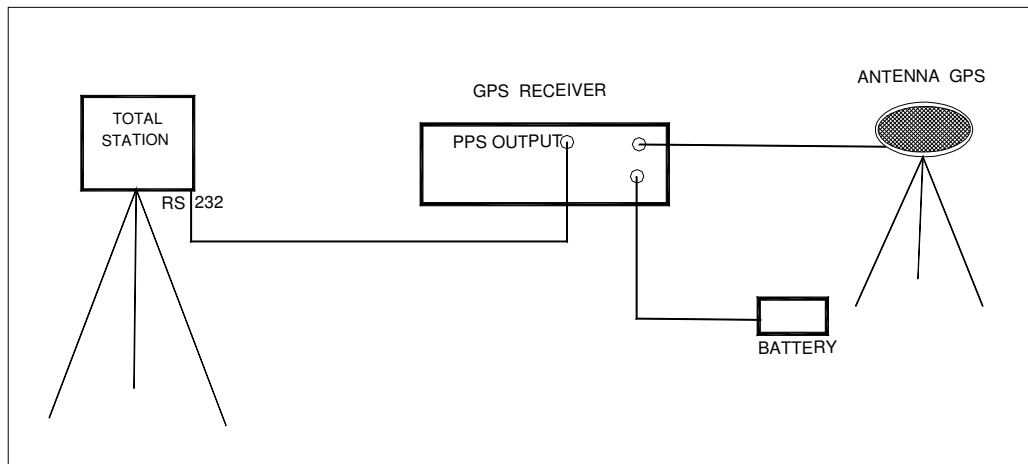 ANTENNA GPS
GPS RECEIVER
TOTAL
STATION
PPS OUTPUT
RS 232
BATTERY